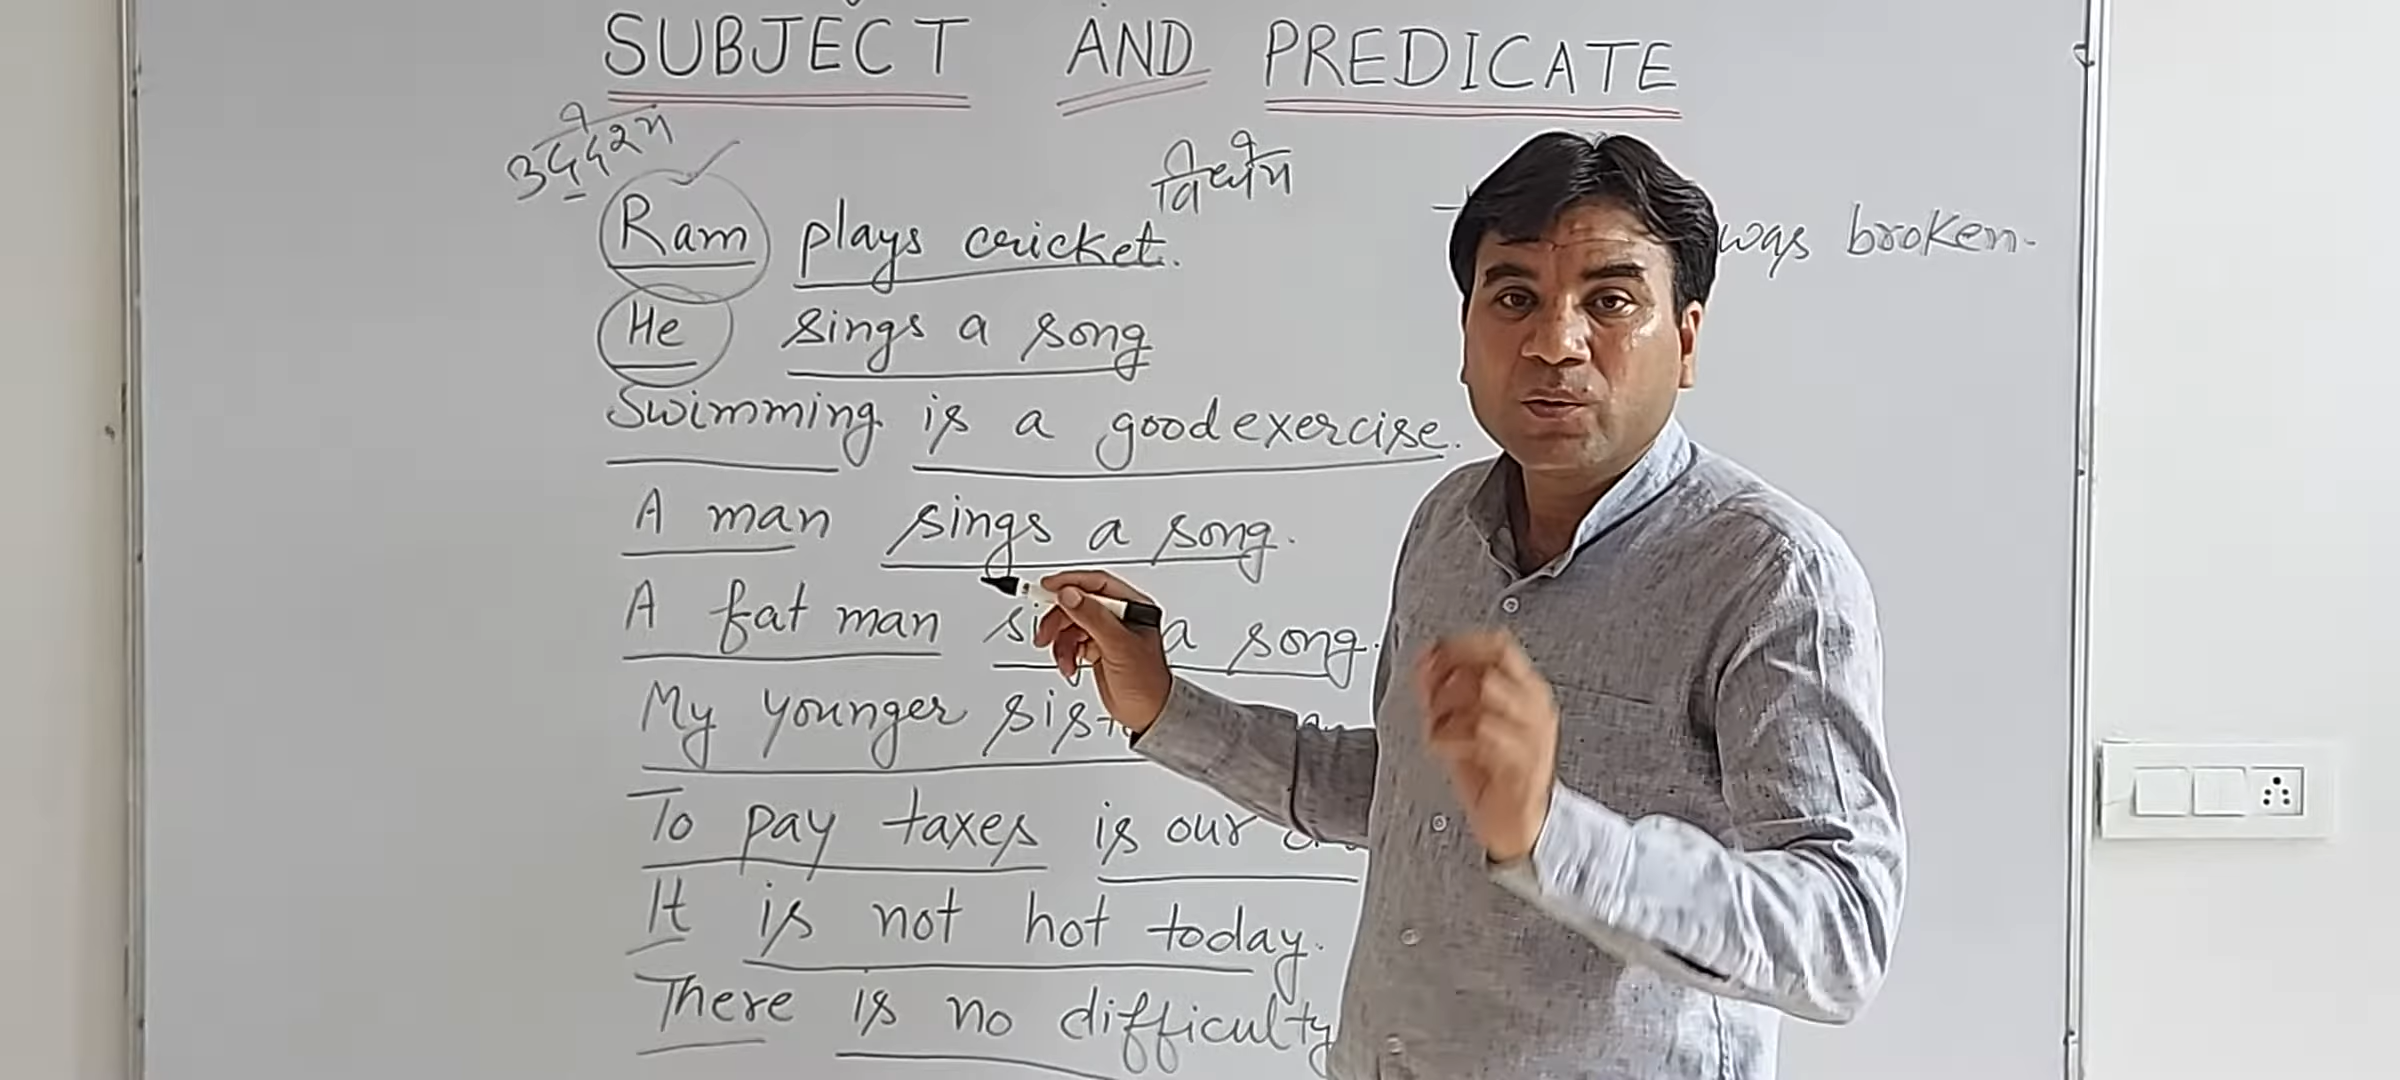 SUBJECT AND PREDICATE
उद्देश्य
विधेय
Ram plays cricket.
was broken.
He sings a song
Swimming is a good exercise.
A man sings a song.
A fat man a song.
My younger
To pay taxes is our
It is not hot today.
There is no difficulty